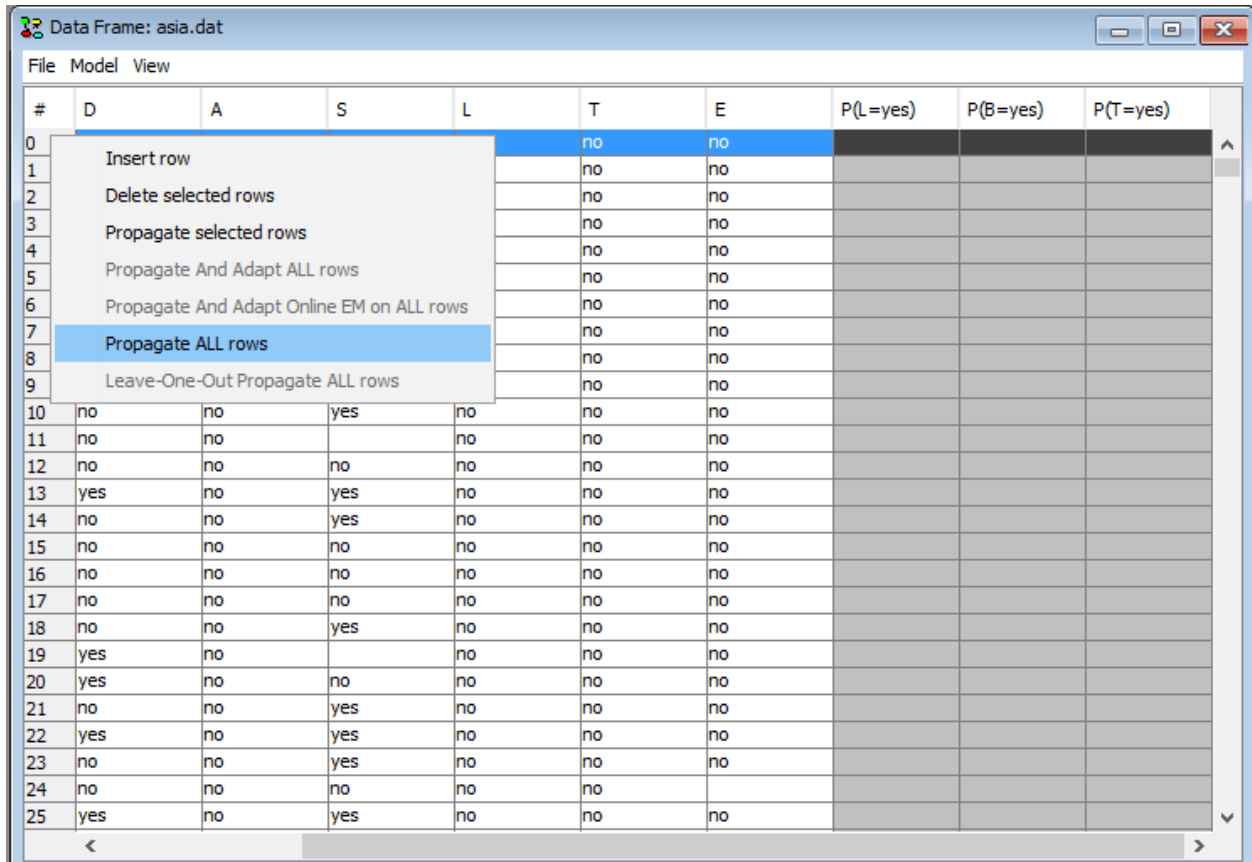 Data Frame: asia.dat
File Model View
# D A S L T E P(L=yes) P(B=yes) P(T=yes)
0 no no
Insert row
1 no no
Delete selected rows
2 no no
3 no no
Propagate selected rows
4 no no
Propagate And Adapt ALL rows
5 no no
Propagate And Adapt Online EM on ALL rows
6 no no
7 no no
Propagate ALL rows
8 no no
Leave-One-Out Propagate ALL rows
9 no no
10 no no yes no no no
11 no no no no no
12 no no no no no no
13 yes no yes no no no
14 no no yes no no no
15 no no no no no no
16 no no no no no no
17 no no no no no no
18 no no yes no no no
19 yes no no no no
20 yes no no no no no
21 no no yes no no no
22 yes no yes no no no
23 no no yes no no no
24 no no no no no
25 yes no yes no no no